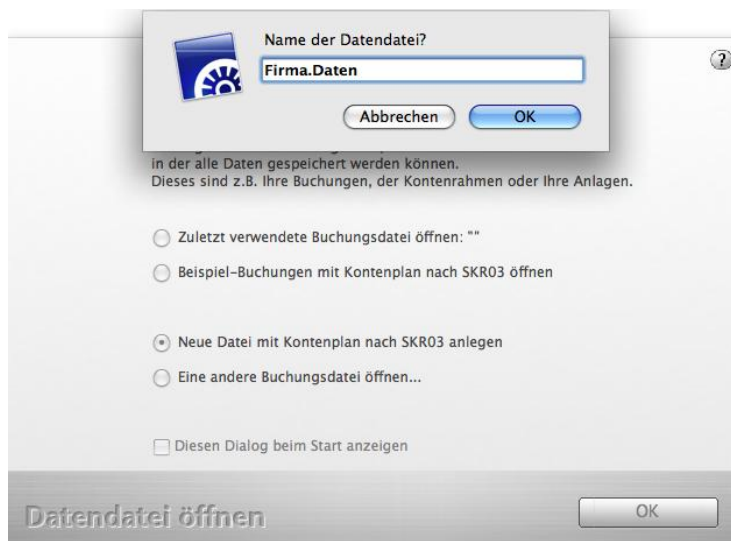 Name der Datendatei?
Firma.Daten
Abbrechen
OK
?
in der alle Daten gespeichert werden können.
Dieses sind z.B. Ihre Buchungen, der Kontenrahmen oder Ihre Anlagen.
Zuletzt verwendete Buchungsdatei öffnen: ""
Beispiel-Buchungen mit Kontenplan nach SKR03 öffnen
Neue Datei mit Kontenplan nach SKR03 anlegen
Eine andere Buchungsdatei öffnen...
Diesen Dialog beim Start anzeigen
Datendatei öffnen
OK